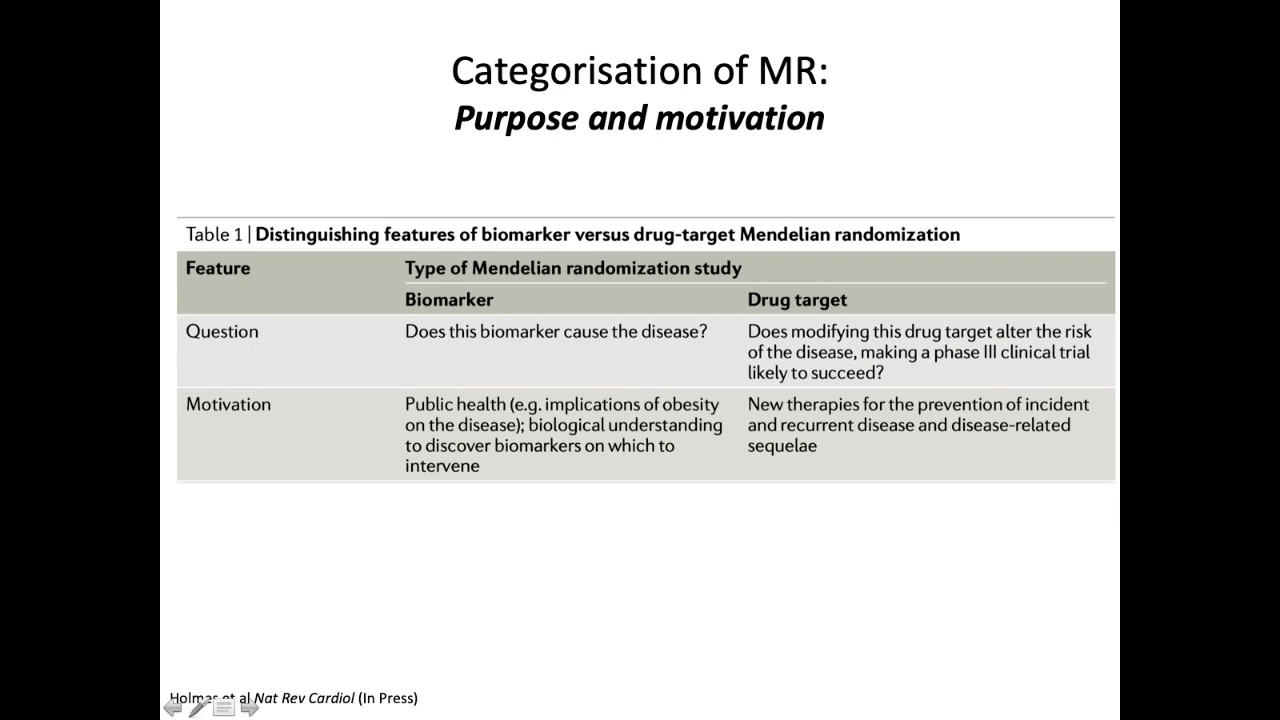 Categorisation of MR:
Purpose and motivation
Table 1 | Distinguishing features of biomarker versus drug-target Mendelian randomization
Feature
Type of Mendelian randomization study
Biomarker
Drug target
Question
Does this biomarker cause the disease?
Does modifying this drug target alter the risk
of the disease, making a phase III clinical trial
likely to succeed?
Motivation
Public health (e.g. implications of obesity
on the disease); biological understanding
to discover biomarkers on which to
intervene
New therapies for the prevention of incident
and recurrent disease and disease-related
sequelae
et al Nat Rev Cardiol (In Press)